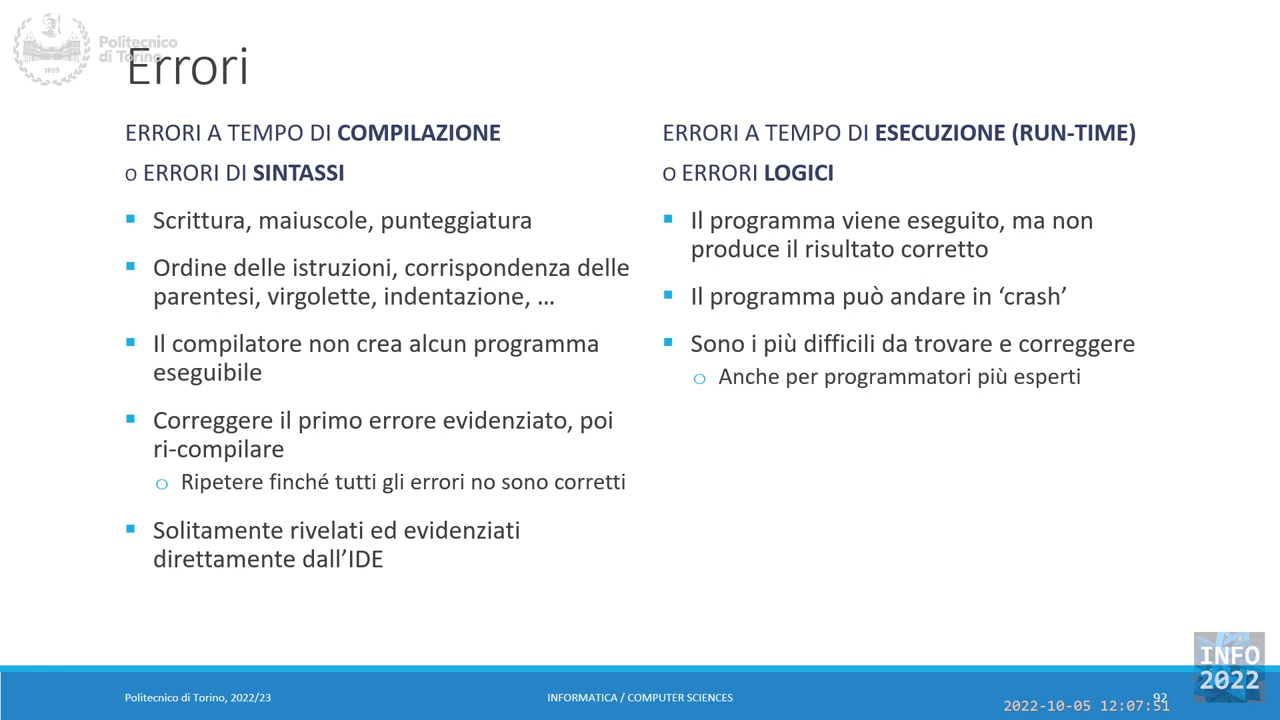 Politecnico
di Torino
1859
Errori
ERRORI A TEMPO DI COMPILAZIONE
O ERRORI DI SINTASSI
Scrittura, maiuscole, punteggiatura
Ordine delle istruzioni, corrispondenza delle
parentesi, virgolette, indentazione, …
Il compilatore non crea alcun programma
eseguibile
Correggere il primo errore evidenziato, poi
ri-compilare
Ripetere finché tutti gli errori no sono corretti
Solitamente rivelati ed evidenziati
direttamente dall’IDE
ERRORI A TEMPO DI ESECUZIONE (RUN-TIME)
O ERRORI LOGICI
Il programma viene eseguito, ma non
produce il risultato corretto
Il programma può andare in ‘crash’
Sono i più difficili da trovare e correggere
Anche per programmatori più esperti
Politecnico di Torino, 2022/23
INFORMATICA / COMPUTER SCIENCES
92
INFO
2022
2022-10-05 12:07:51